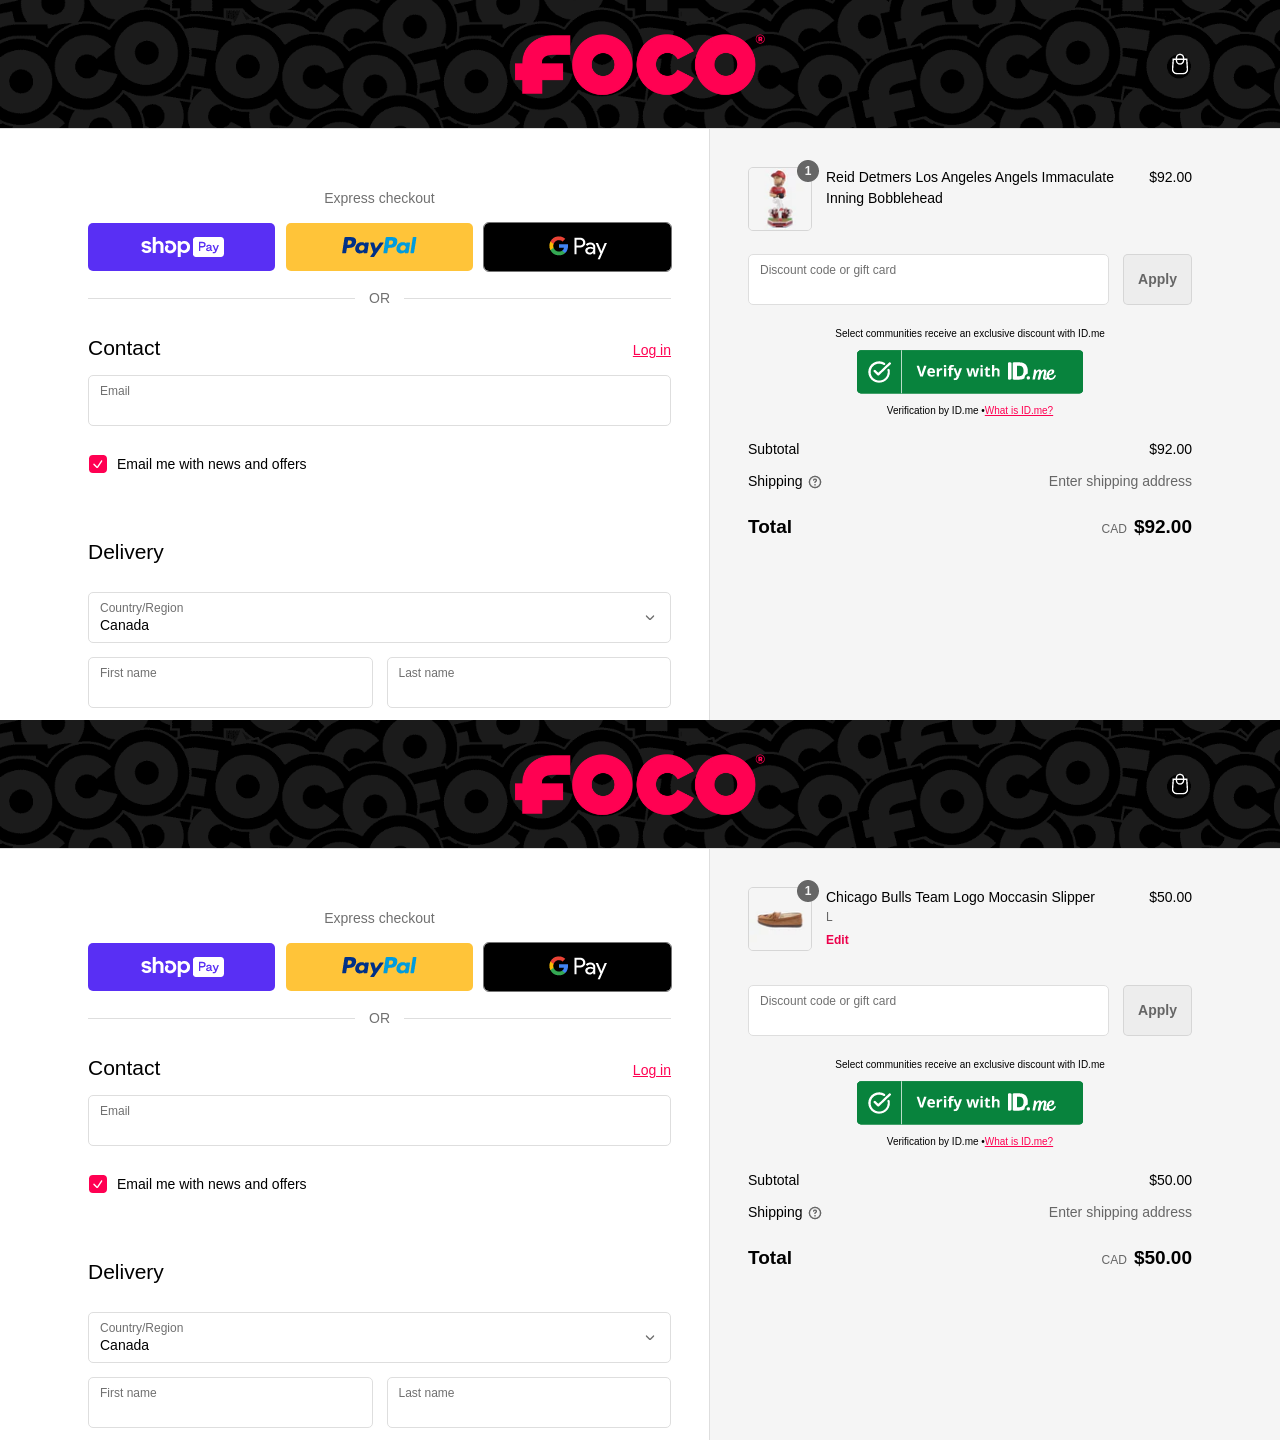 FOCO®
Express checkout
shop Pay
PayPal
G Pay
OR
Contact
Log in
Email
Email me with news and offers
Delivery
Country/Region
Canada
First name
Last name
1
Reid Detmers Los Angeles Angels Immaculate
Inning Bobblehead
$92.00
Discount code or gift card
Apply
Select communities receive an exclusive discount with ID.me
Verify with ID.me
Verification by ID.me •What is ID.me?
Subtotal
$92.00
Shipping
Enter shipping address
Total
CAD $92.00
FOCO®
Express checkout
shop Pay
PayPal
G Pay
OR
Contact
Log in
Email
Email me with news and offers
Delivery
Country/Region
Canada
First name
Last name
1
Chicago Bulls Team Logo Moccasin Slipper
$50.00
L
Edit
Discount code or gift card
Apply
Select communities receive an exclusive discount with ID.me
Verify with ID.me
Verification by ID.me •What is ID.me?
Subtotal
$50.00
Shipping
Enter shipping address
Total
CAD $50.00